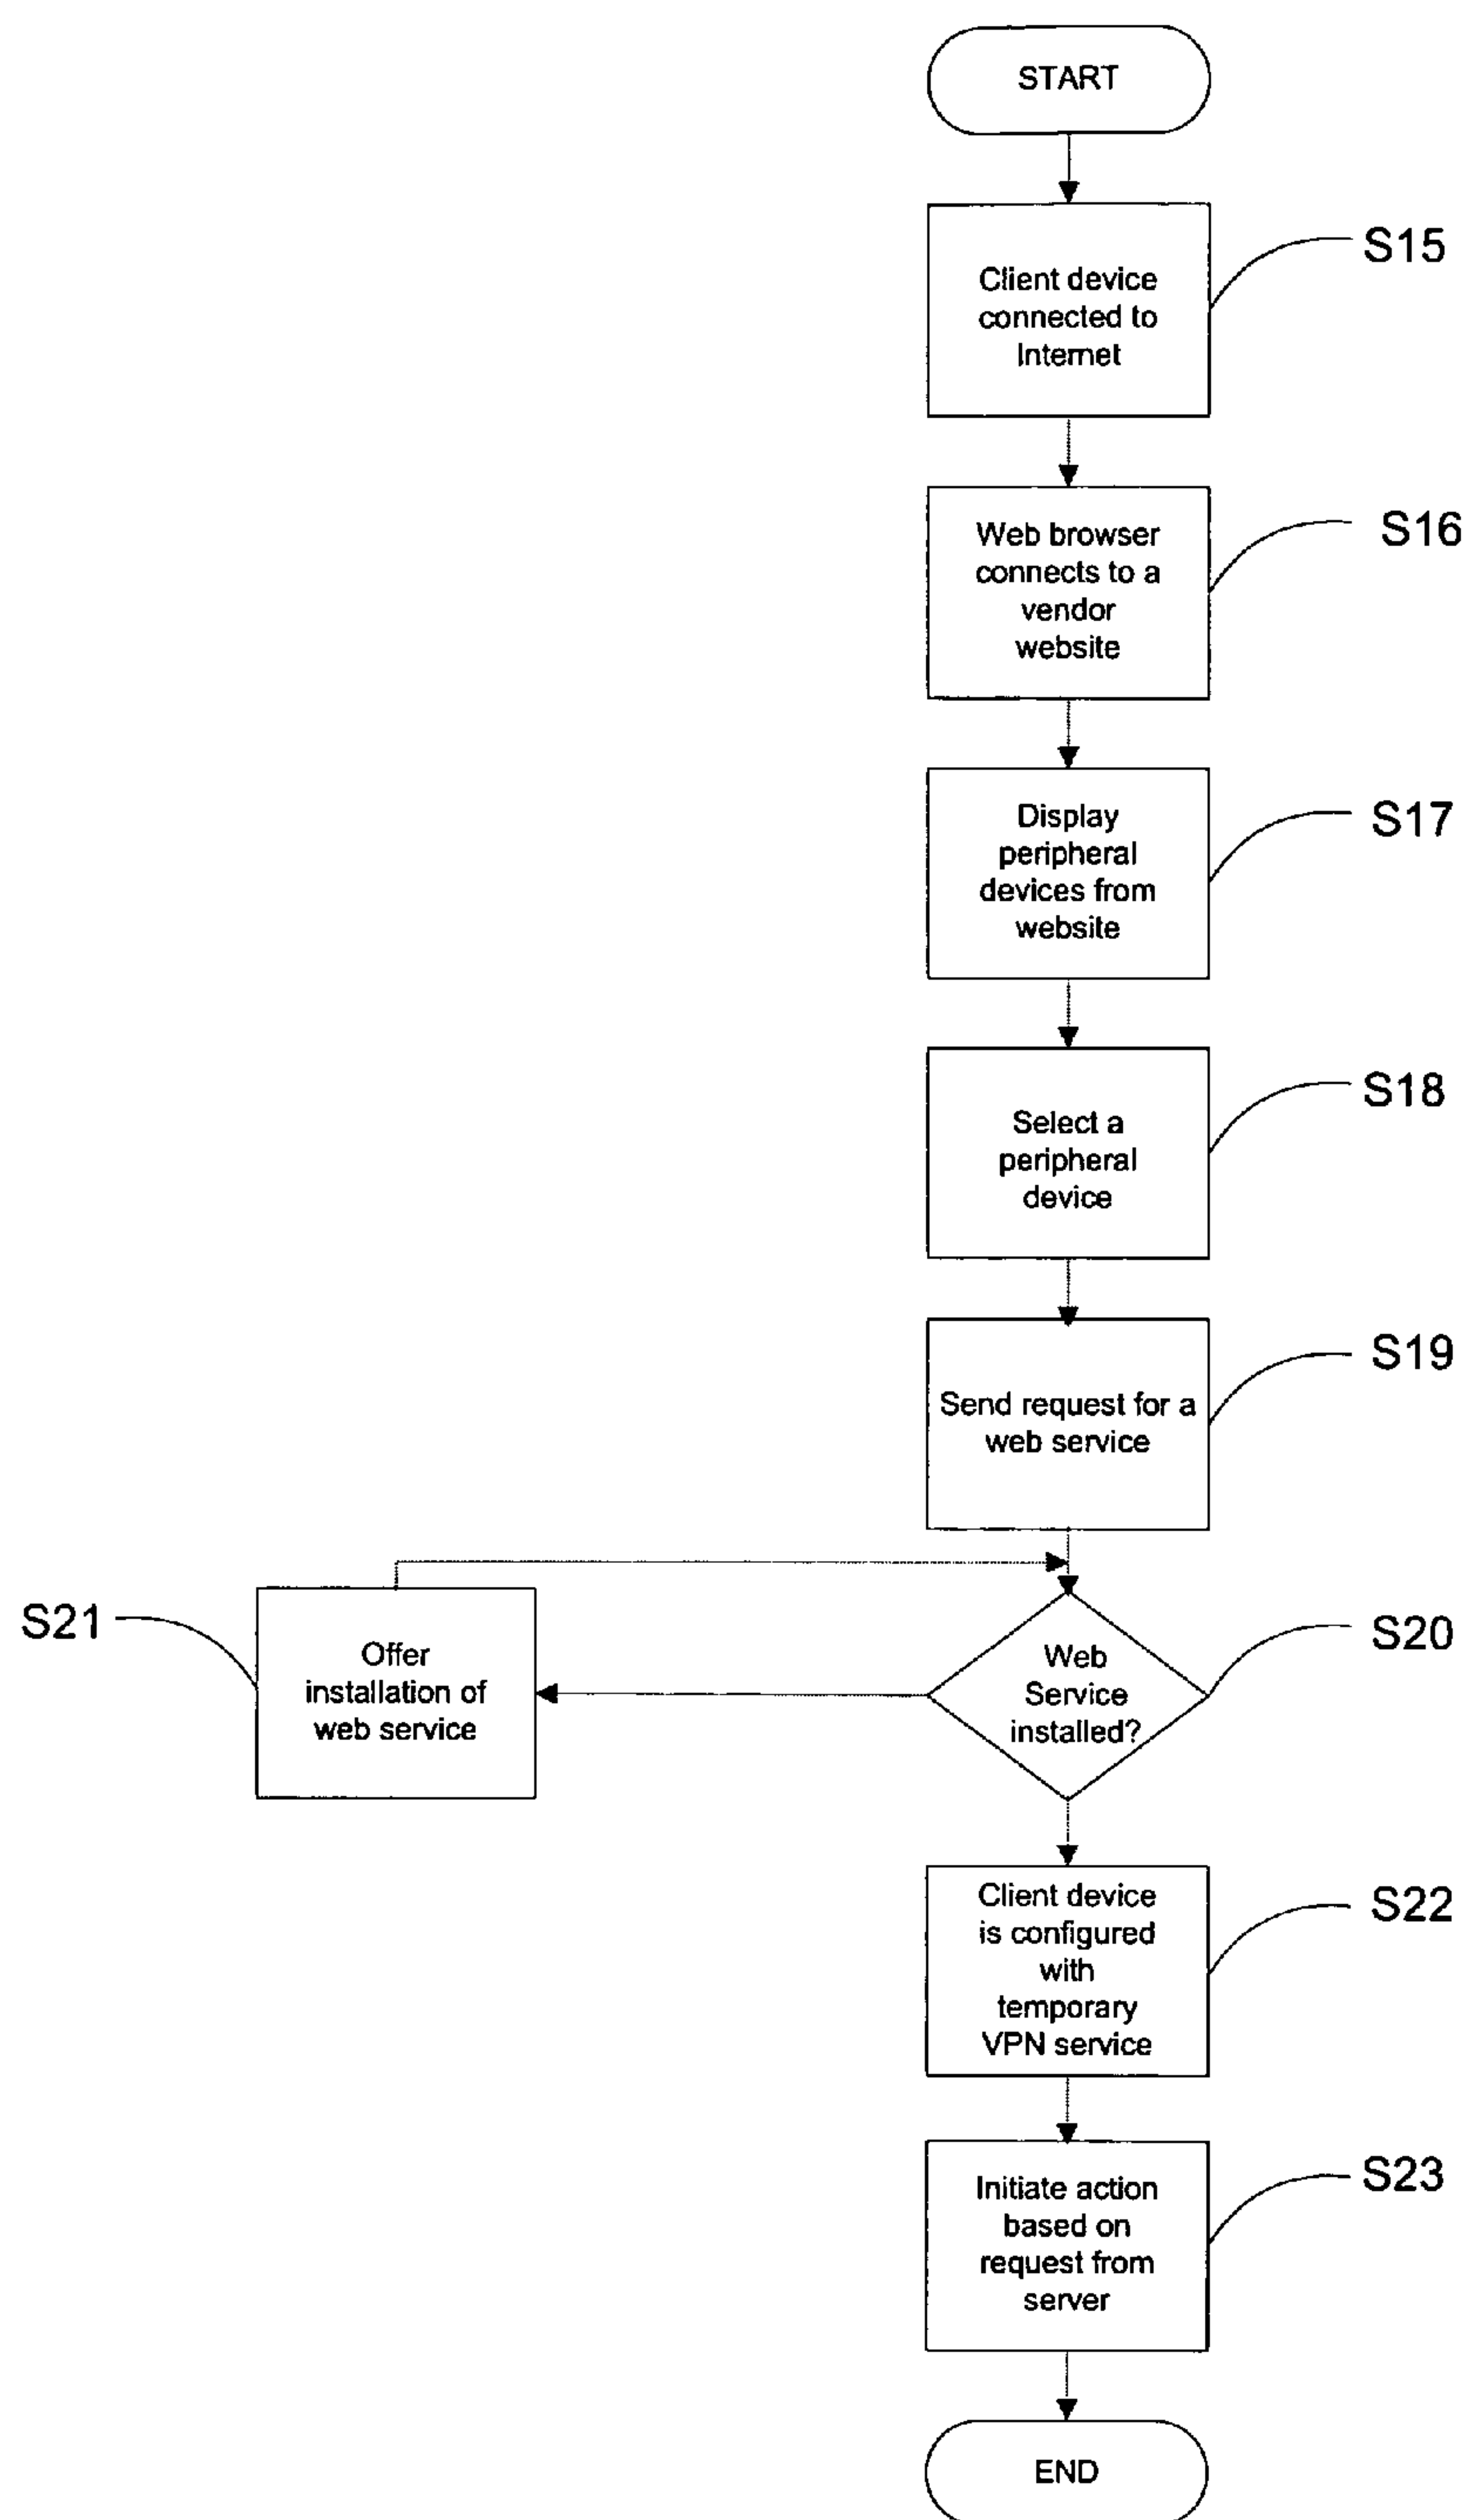 START
Client device
connected to
Internet
S15
Web browser
connects to a
vendor
website
S16
Display
peripheral
devices from
website
S17
Select a
peripheral
device
S18
Send request for a
web service
S19
Web
Service
installed?
S20
S21
Offer
installation of
web service
Client device
is configured
with
temporary
VPN service
S22
Initiate action
based on
request from
server
S23
END